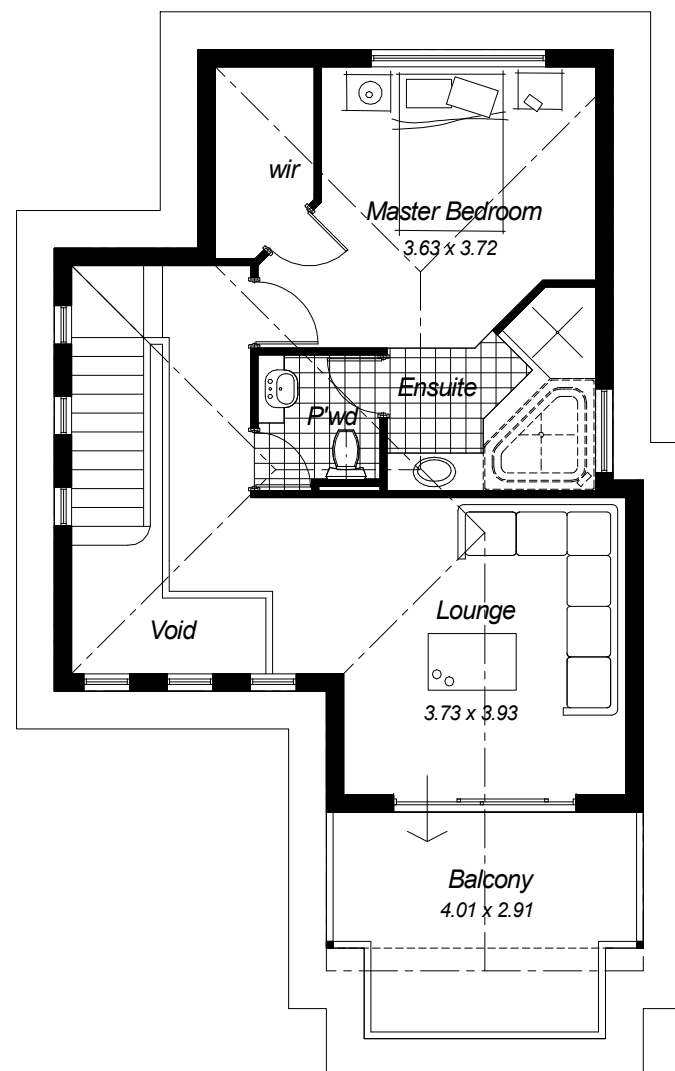 wir
Master Bedroom
3.63 x 3.72
Ensuite
P'wd
Void
Lounge
3.73 x 3.93
Balcony
4.01 x 2.91